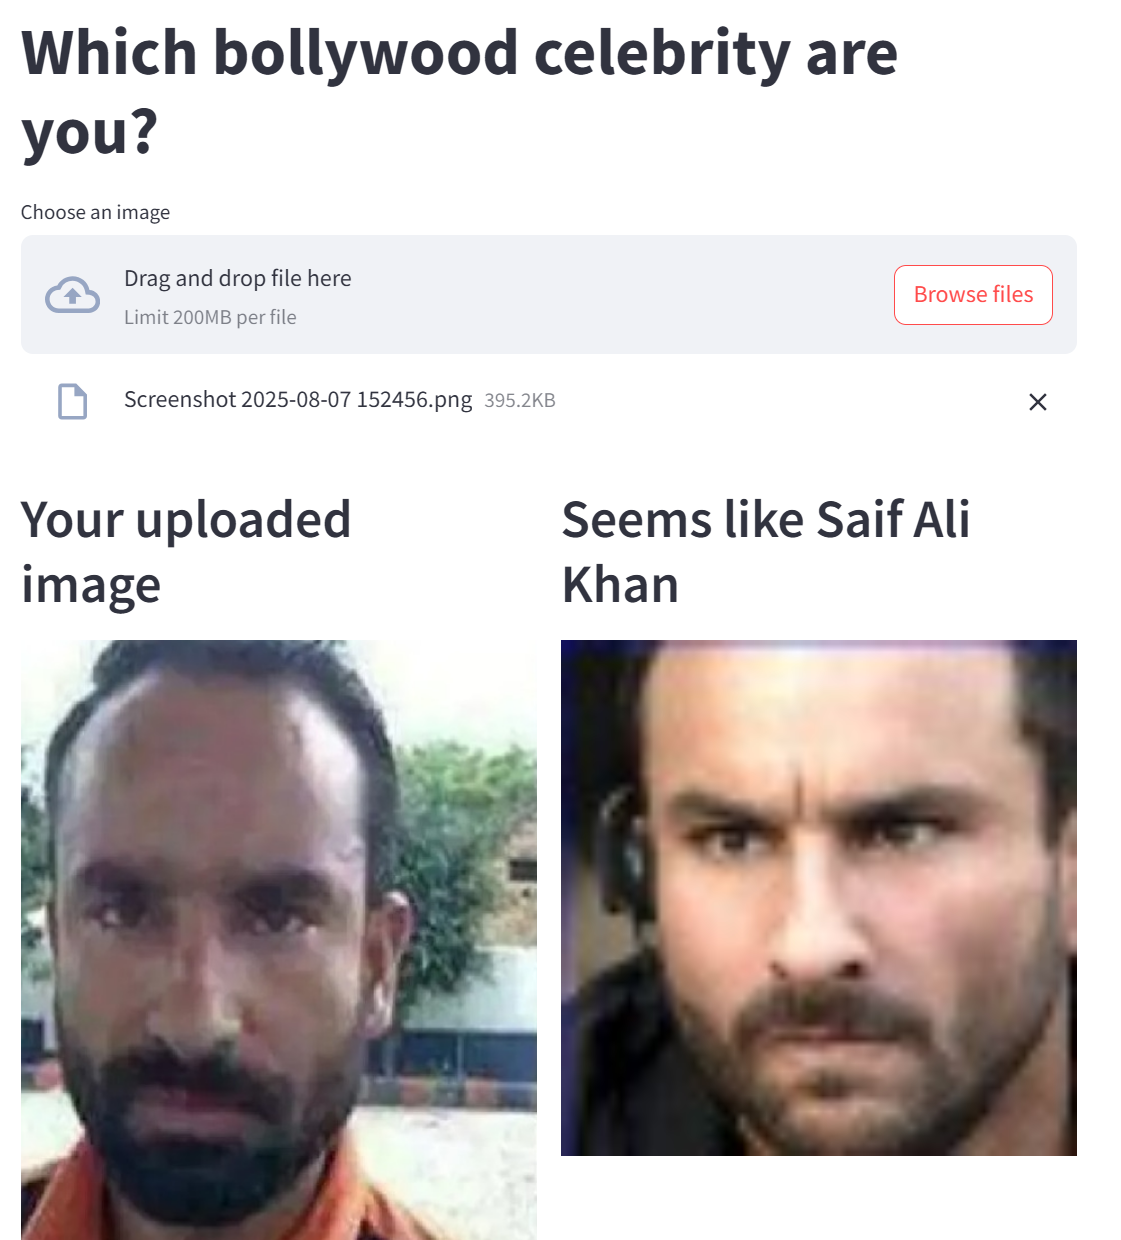 Which bollywood celebrity are
you?
Choose an image
Drag and drop file here
Limit 200MB per file
Browse files
Screenshot 2025-08-07 152456.png 395.2KB
Your uploaded
image
Seems like Saif Ali
Khan